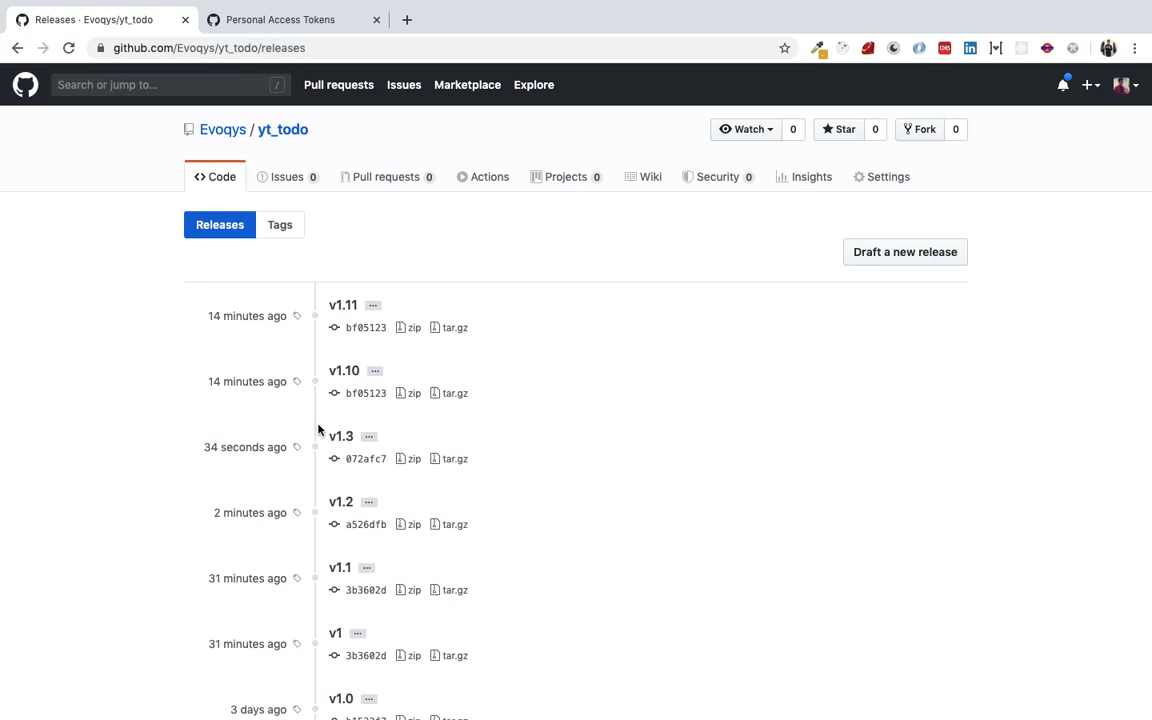 Releases · Evoqys/yt_todo
Personal Access Tokens
github.com/Evoqys/yt_todo/releases
CORS
Search or jump to...
/
Pull requests
Issues
Marketplace
Explore
Evoqys / yt_todo
Watch 0
Star 0
Fork 0
Code
Issues 0
Pull requests 0
Actions
Projects 0
Wiki
Security 0
Insights
Settings
Releases
Tags
Draft a new release
14 minutes ago
v1.11 ...
bf05123 zip tar.gz
14 minutes ago
v1.10 ...
bf05123 zip tar.gz
34 seconds ago
v1.3 ...
072afc7 zip tar.gz
2 minutes ago
v1.2 ...
a526dfb zip tar.gz
31 minutes ago
v1.1 ...
3b3602d zip tar.gz
31 minutes ago
v1 ...
3b3602d zip tar.gz
3 days ago
v1.0 ...